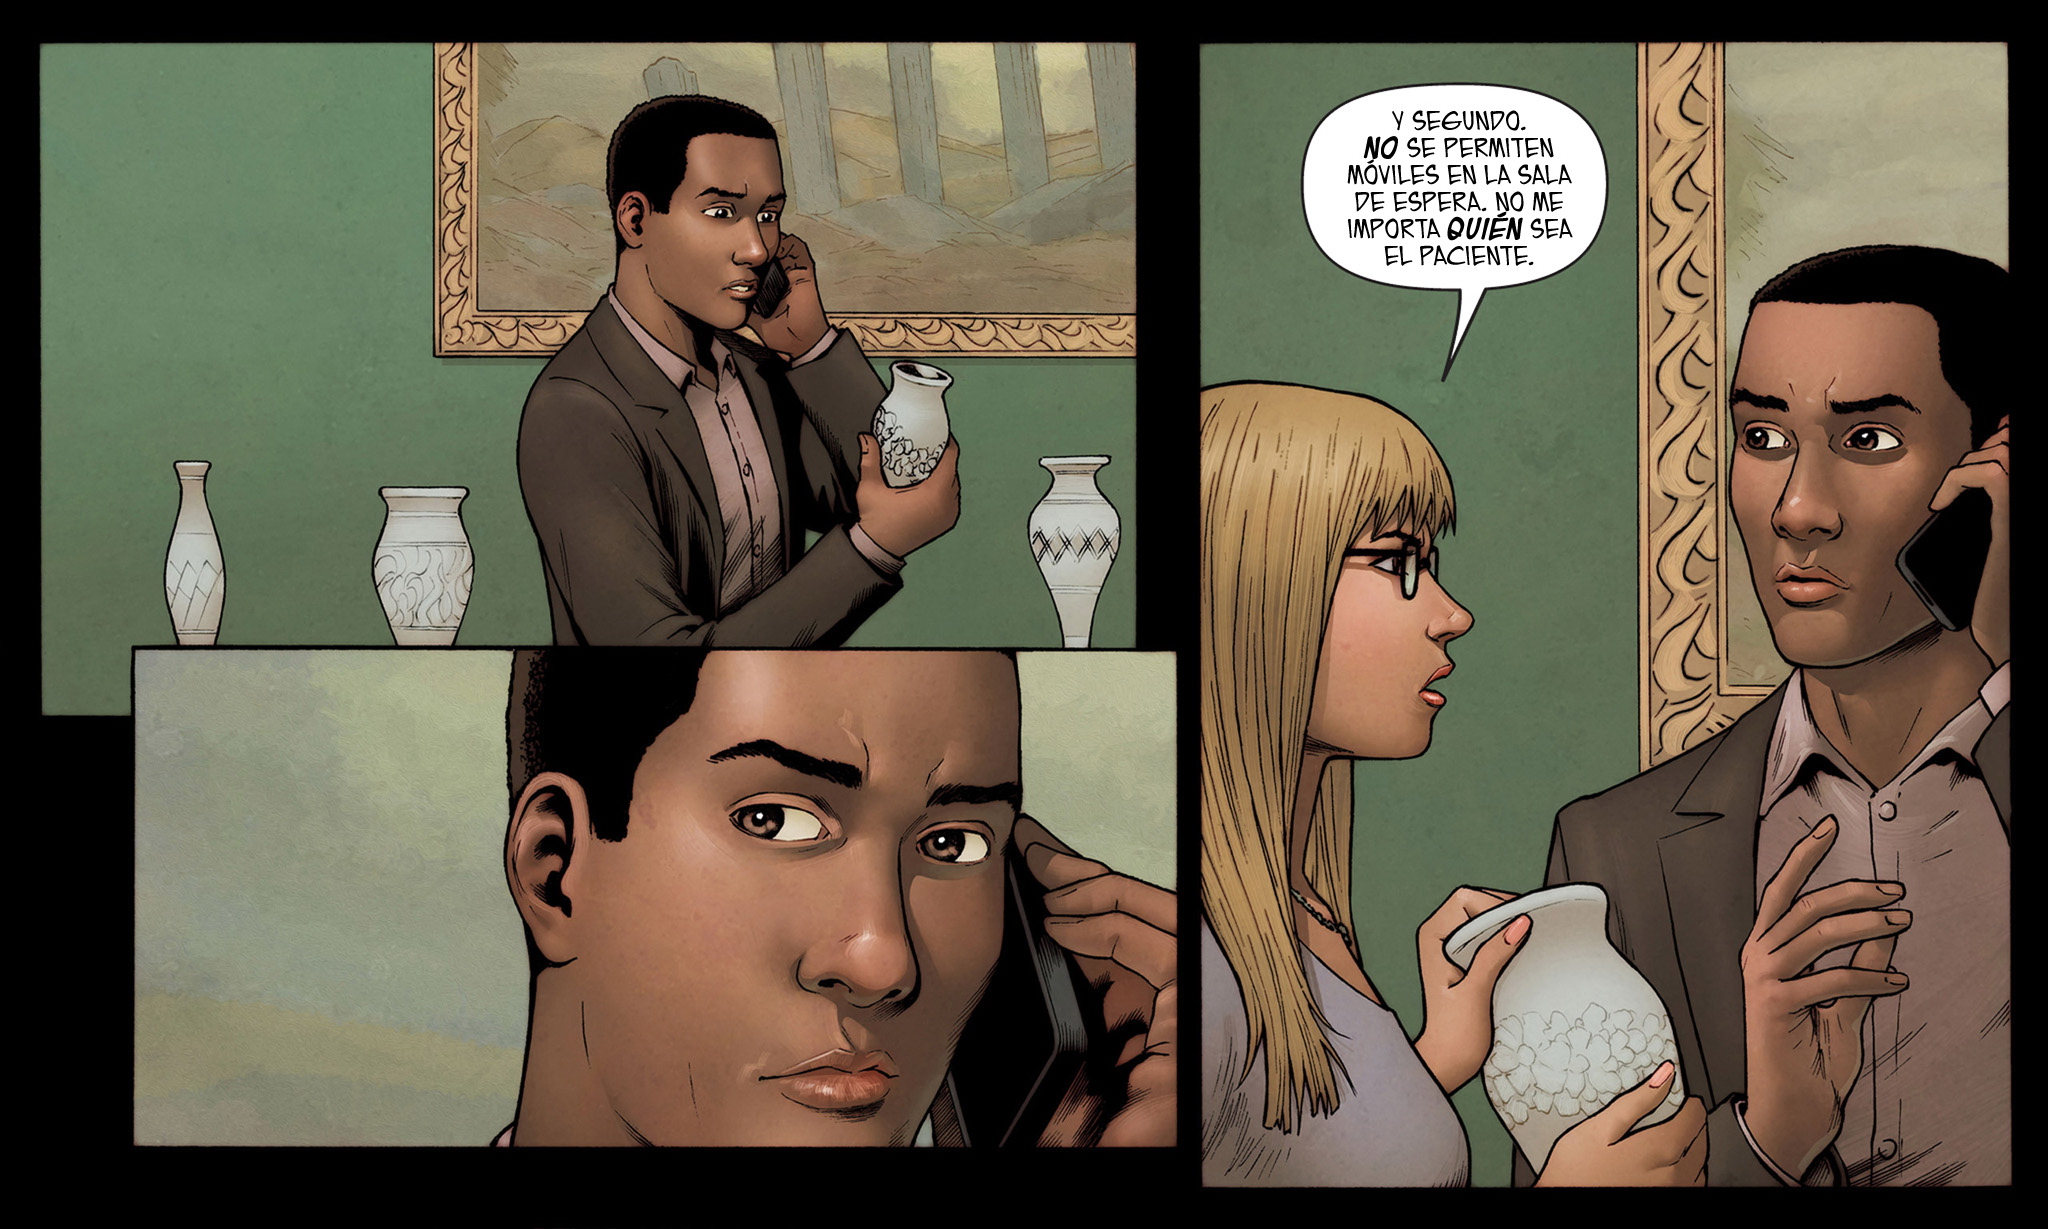 Y SEGUNDO.
NO SE PERMITEN
MÓVILES EN LA SALA
DE ESPERA. NO ME
IMPORTA QUIÉN SEA
EL PACIENTE.